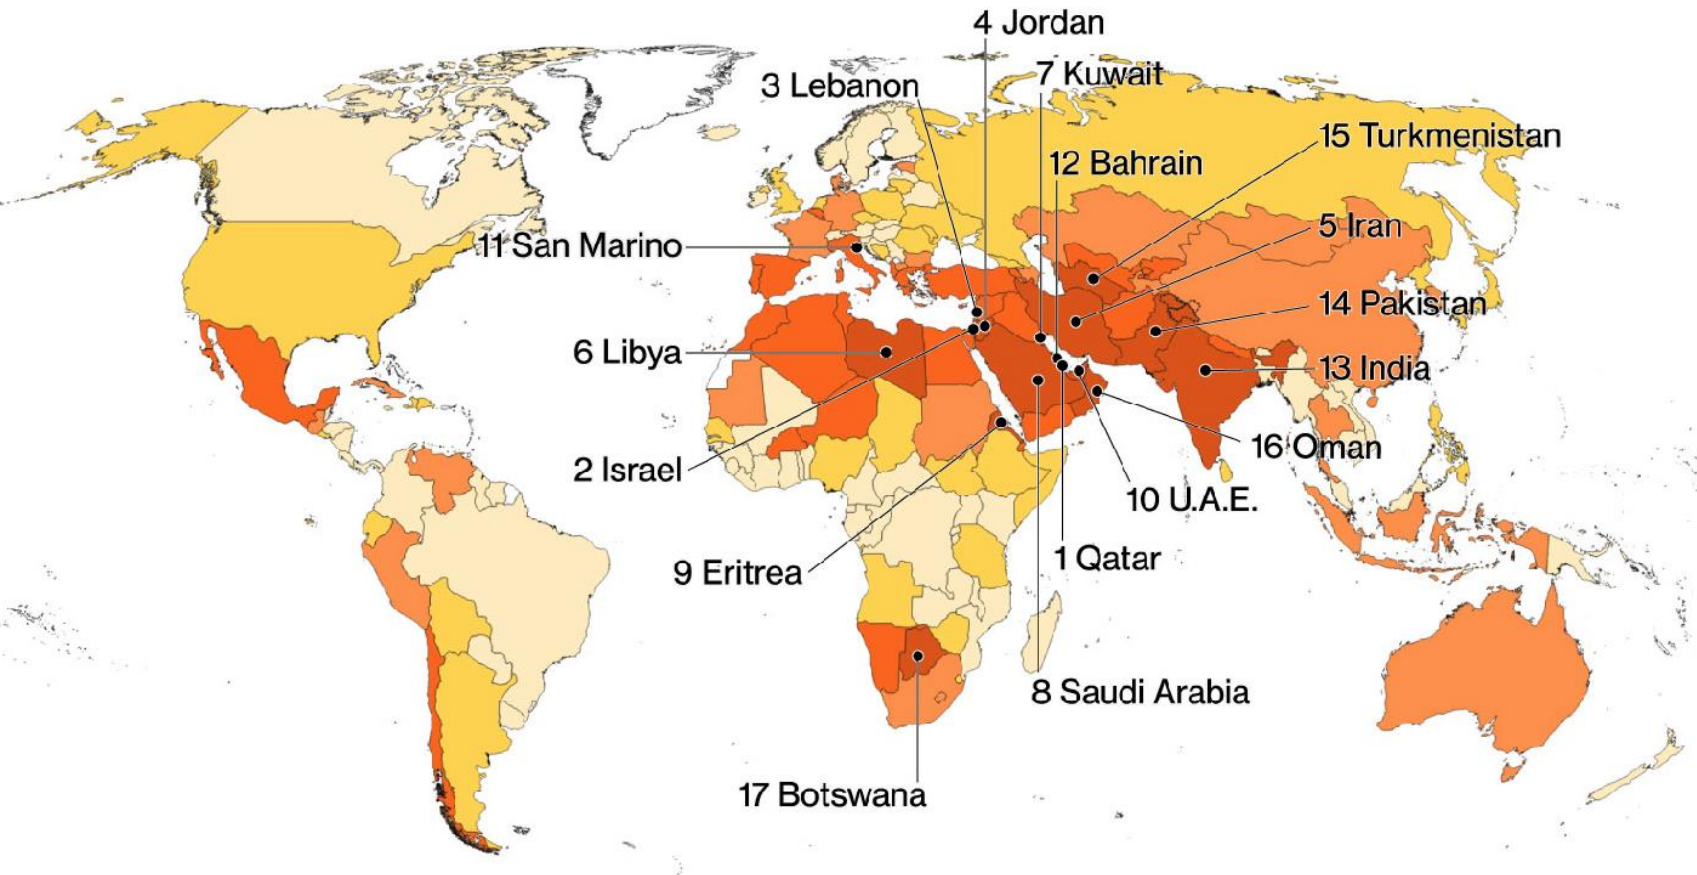 4 Jordan
3 Lebanon
7 Kuwait
15 Turkmenistan
12 Bahrain
5 Iran
11 San Marino
14 Pakistan
6 Libya
13 India
16 Oman
2 Israel
10 U.A.E.
1 Qatar
9 Eritrea
8 Saudi Arabia
17 Botswana